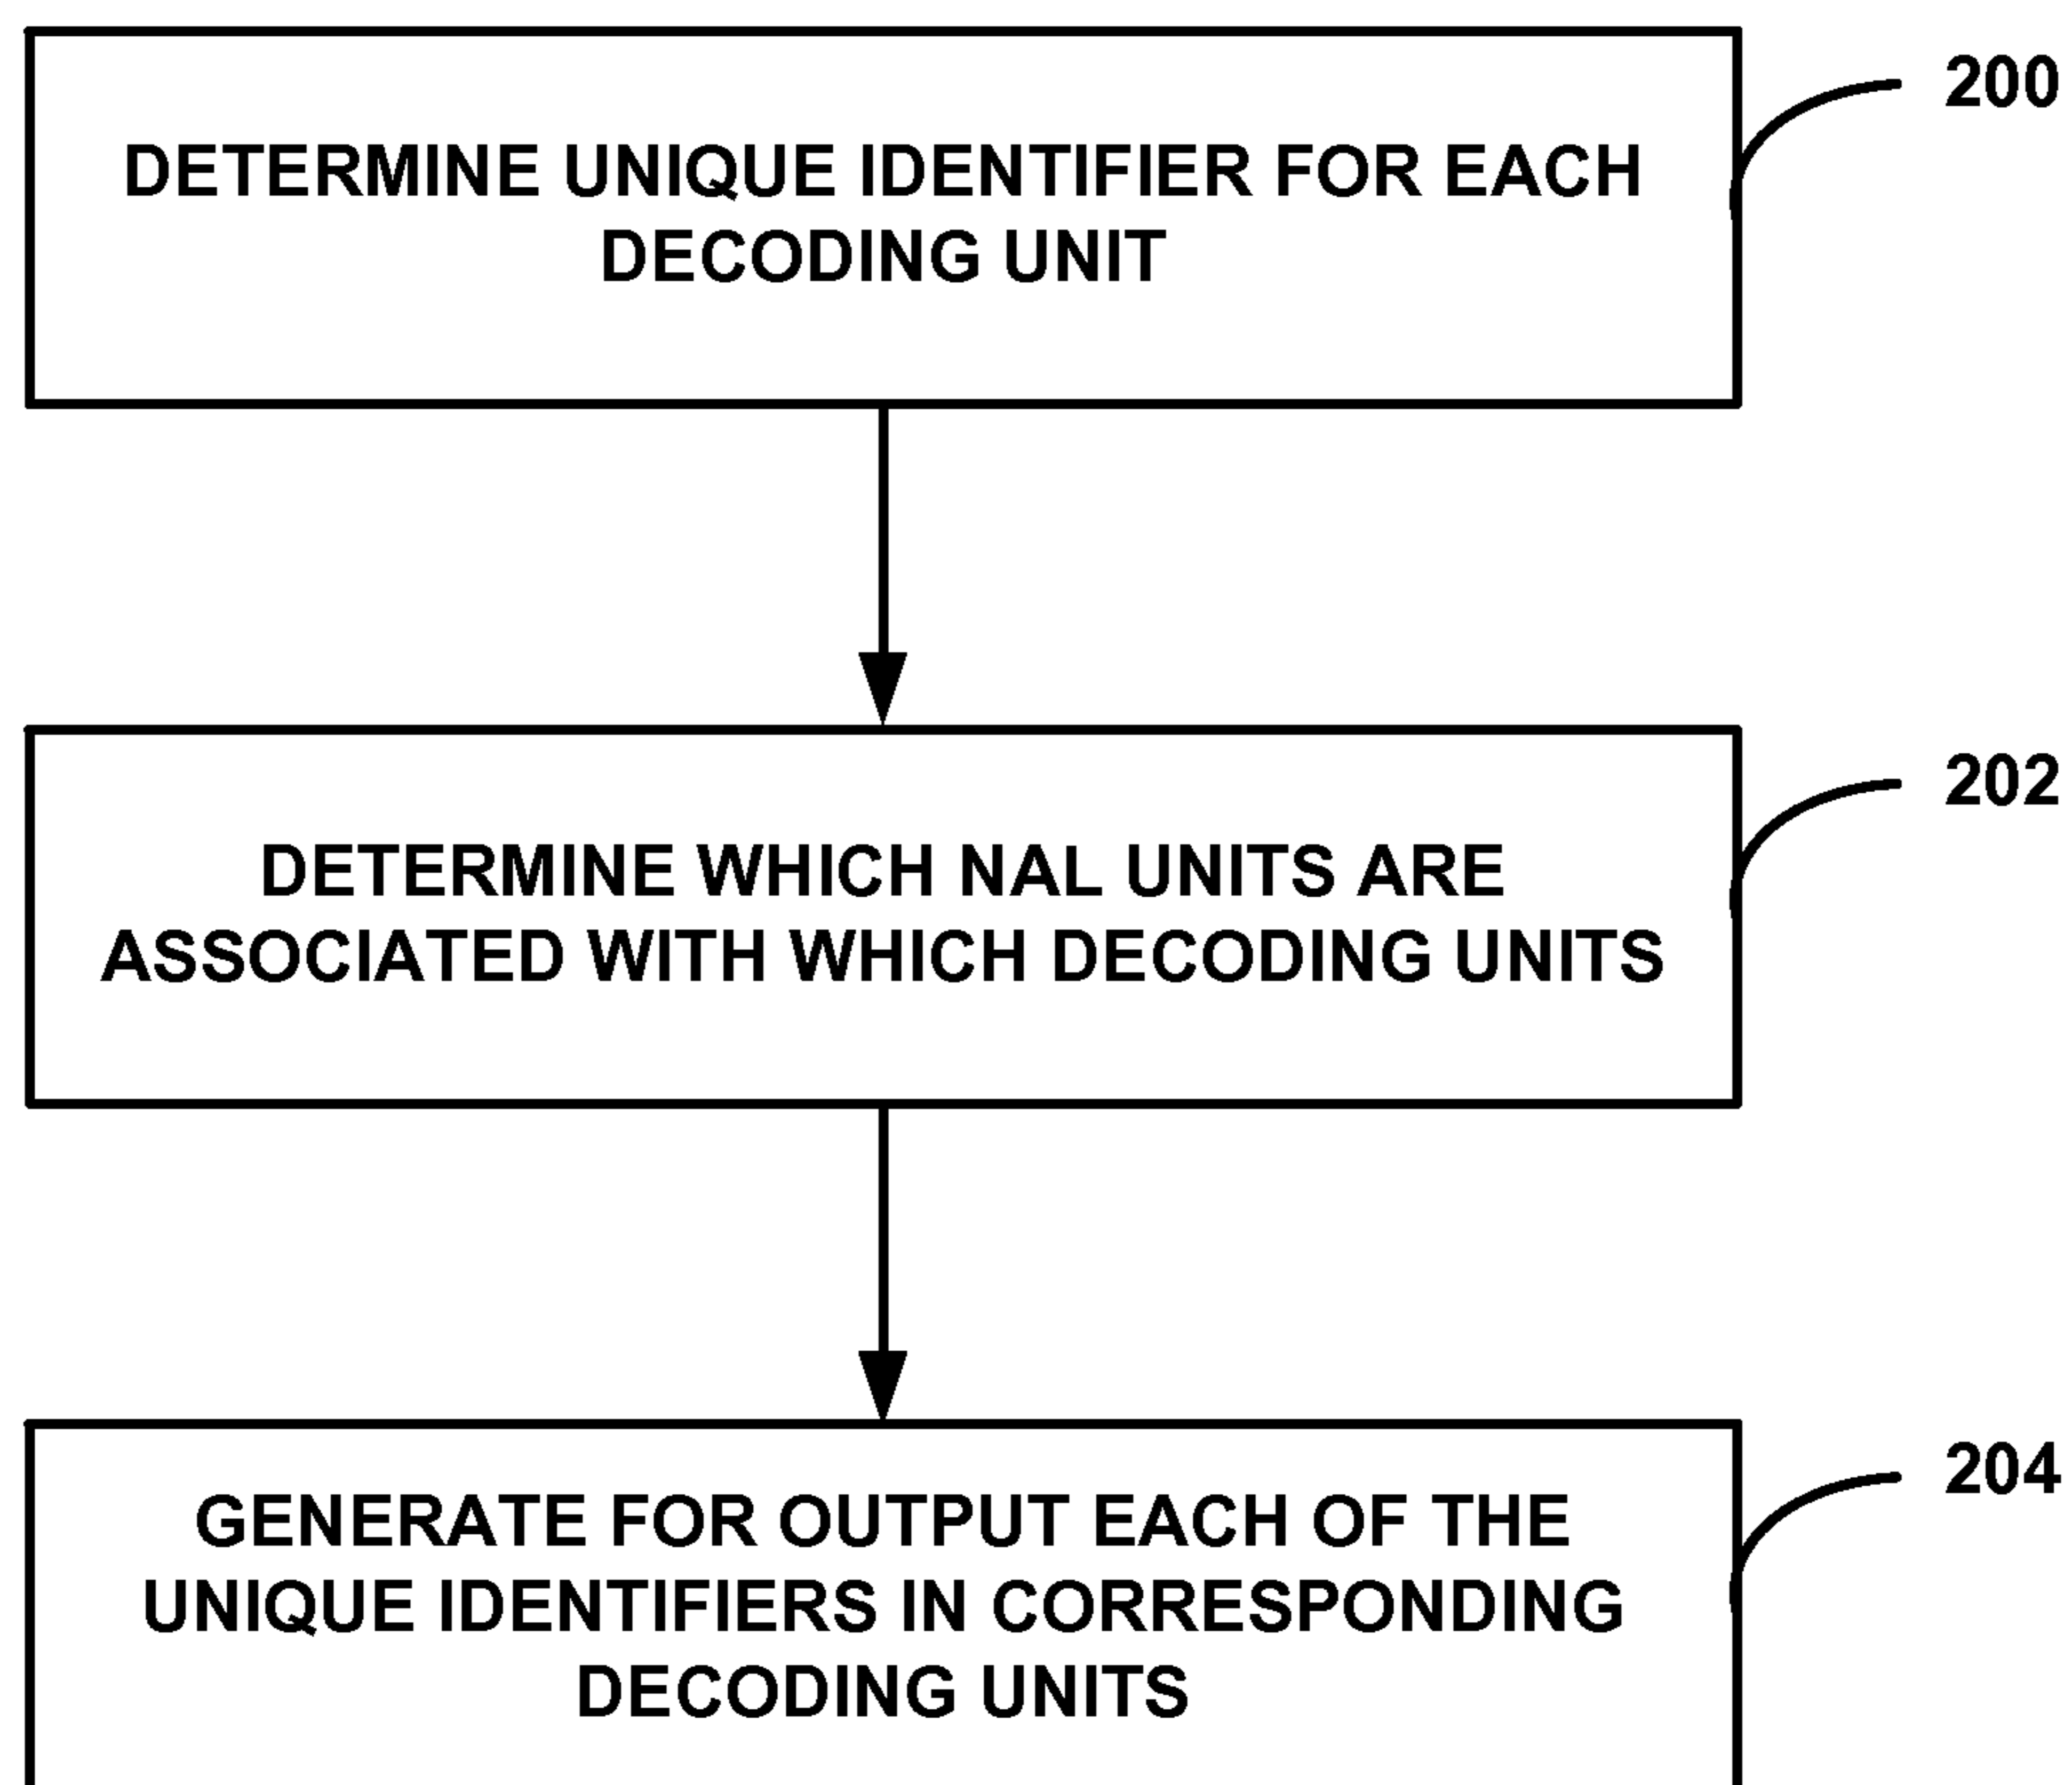 200
DETERMINE UNIQUE IDENTIFIER FOR EACH
DECODING UNIT
202
DETERMINE WHICH NAL UNITS ARE
ASSOCIATED WITH WHICH DECODING UNITS
204
GENERATE FOR OUTPUT EACH OF THE
UNIQUE IDENTIFIERS IN CORRESPONDING
DECODING UNITS